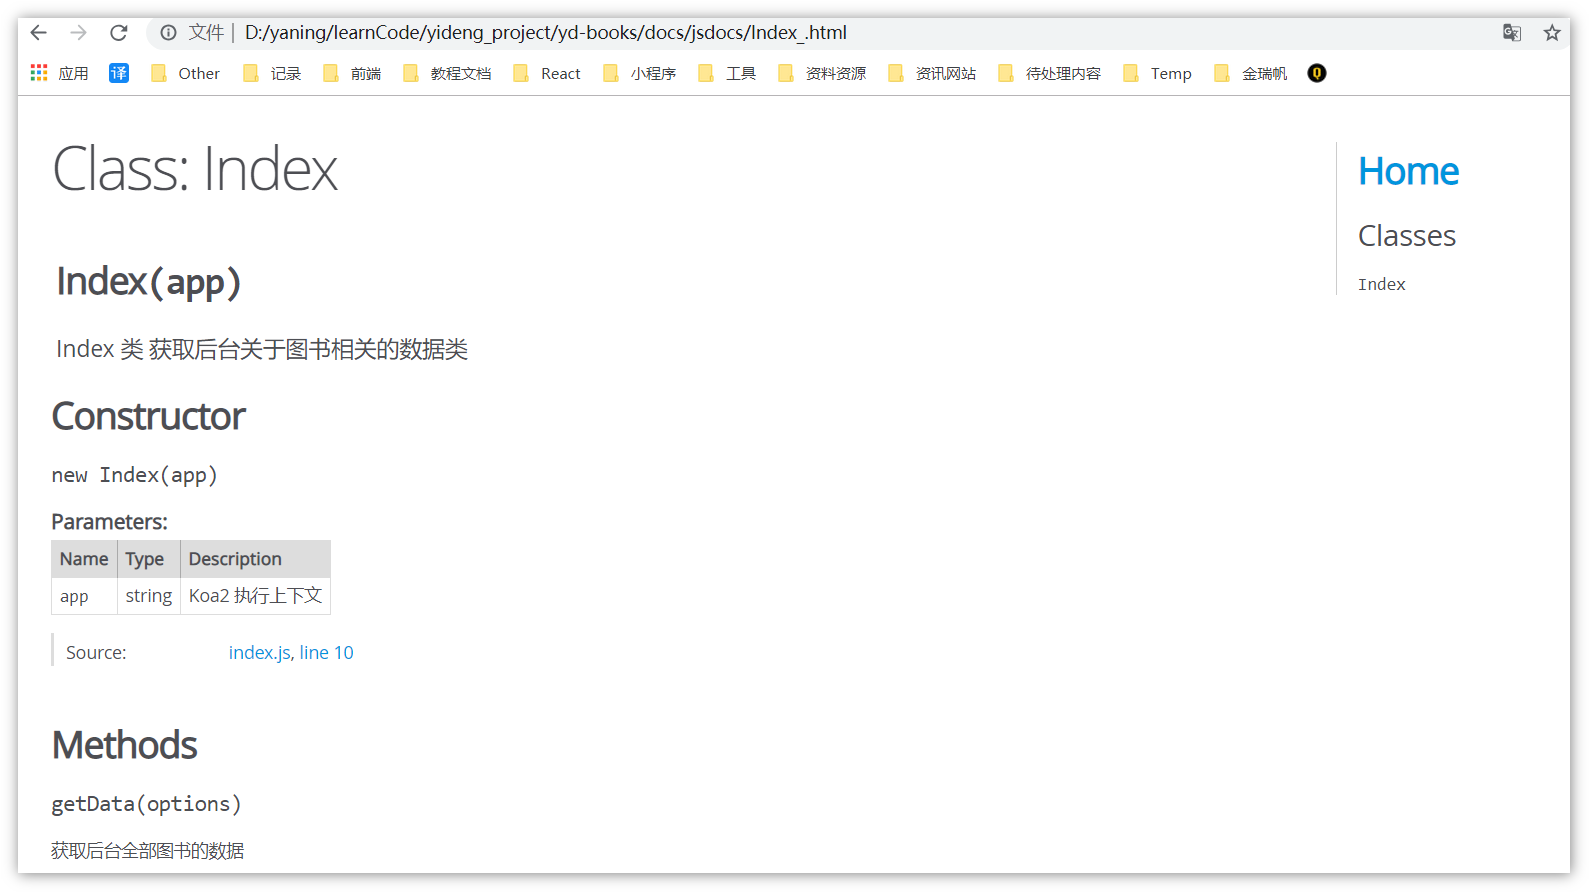 文件 | D:/yaning/learnCode/yideng_project/yd-books/docs/jsdocs/Index_.html
应用 译 Other 记录 前端 教程文档 React 小程序 工具 资料资源 资讯网站 待处理内容 Temp 金瑞帆
Class: Index
Index(app)
Index 类 获取后台关于图书相关的数据类
Constructor
new Index(app)
Parameters:
Name Type Description
app string Koa2 执行上下文
Source: index.js, line 10
Methods
getData(options)
获取后台全部图书的数据
Home
Classes
Index